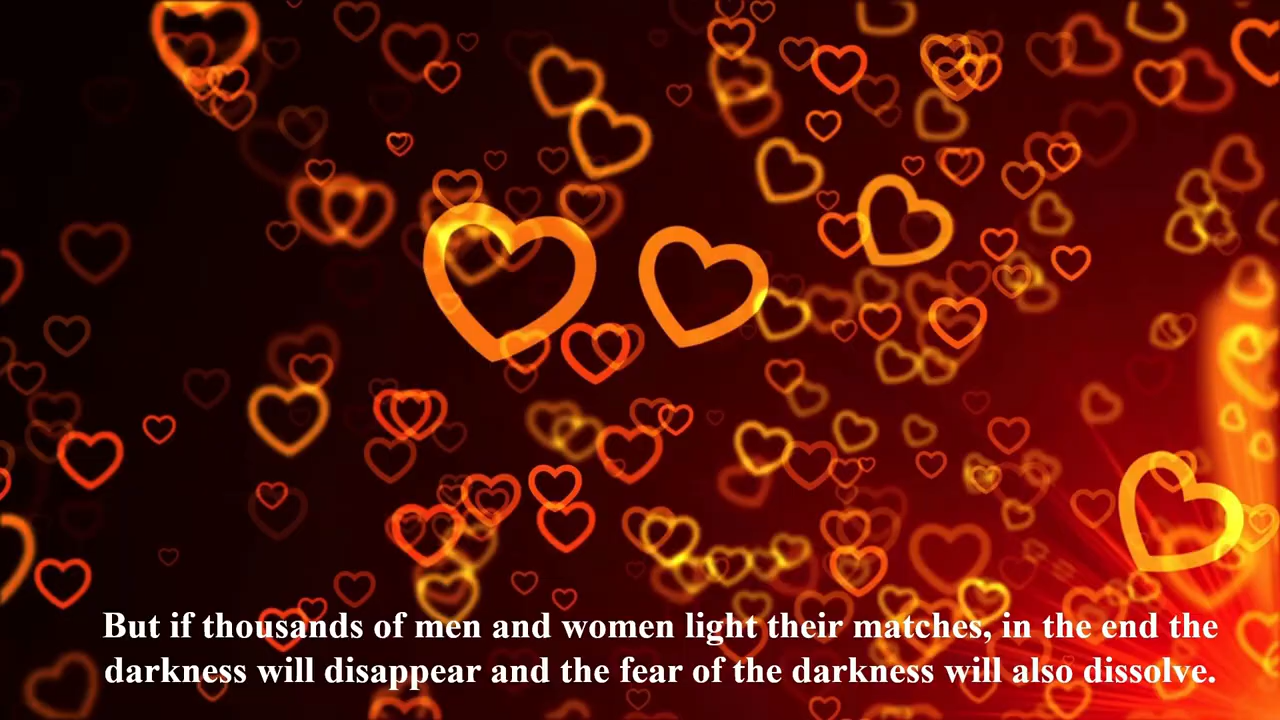 But if thousands of men and women light their matches, in the end the
darkness will disappear and the fear of the darkness will also dissolve.